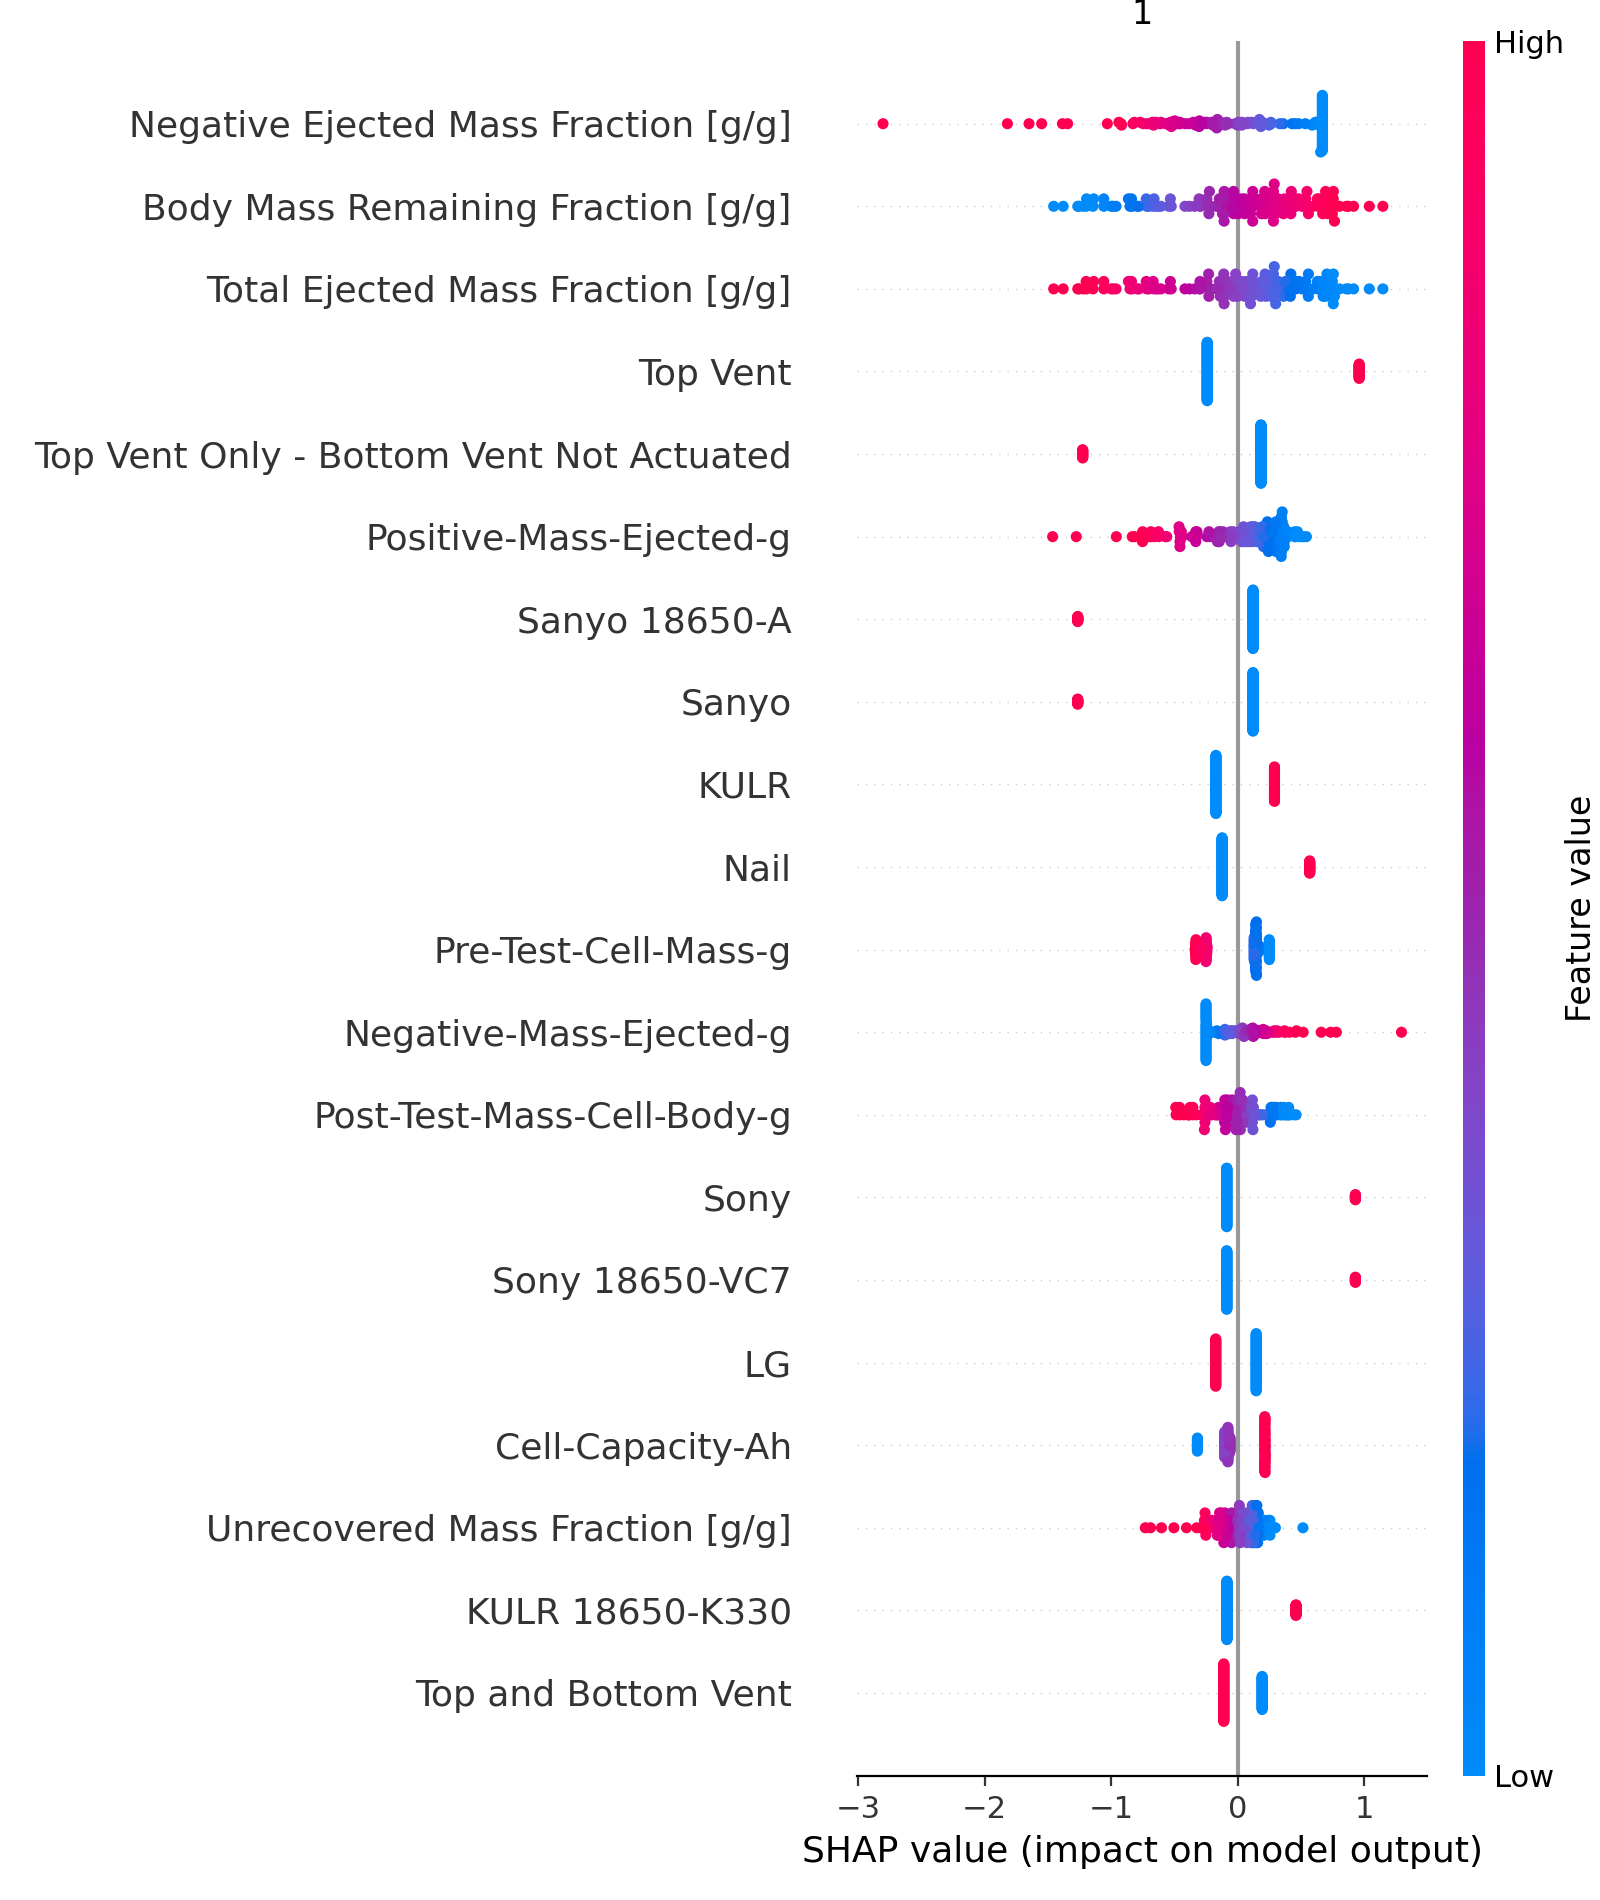 1
High
Negative Ejected Mass Fraction [g/g]
Body Mass Remaining Fraction [g/g]
Total Ejected Mass Fraction [g/g]
Top Vent
Top Vent Only - Bottom Vent Not Actuated
Positive-Mass-Ejected-g
Sanyo 18650-A
Sanyo
KULR
Nail
Pre-Test-Cell-Mass-g
Negative-Mass-Ejected-g
Post-Test-Mass-Cell-Body-g
Sony
Sony 18650-VC7
LG
Cell-Capacity-Ah
Unrecovered Mass Fraction [g/g]
KULR 18650-K330
Top and Bottom Vent
Feature value
Low
−3 −2 −1 0 1
SHAP value (impact on model output)